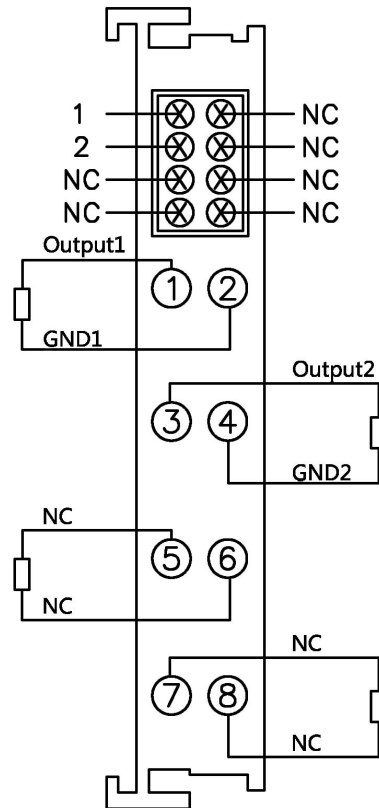 1 NC
2 NC
NC NC
NC NC
Output1
1 2
GND1
Output2
3 4
GND2
NC
5 6
NC
NC
7 8
NC